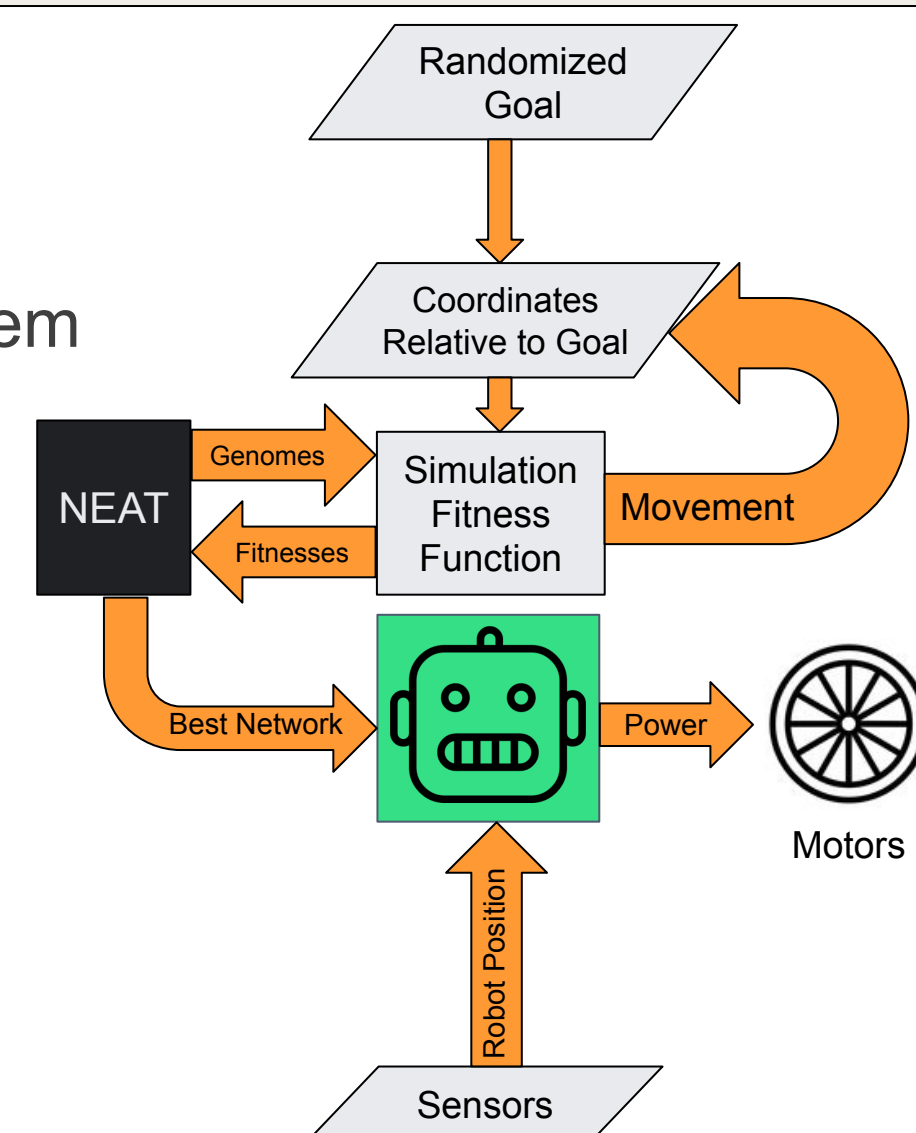 Randomized
Goal
em
Coordinates
Relative to Goal
Genomes
NEAT
Simulation
Fitness
Function
Movement
Fitnesses
Best Network
Power
Motors
Robot Position
Sensors